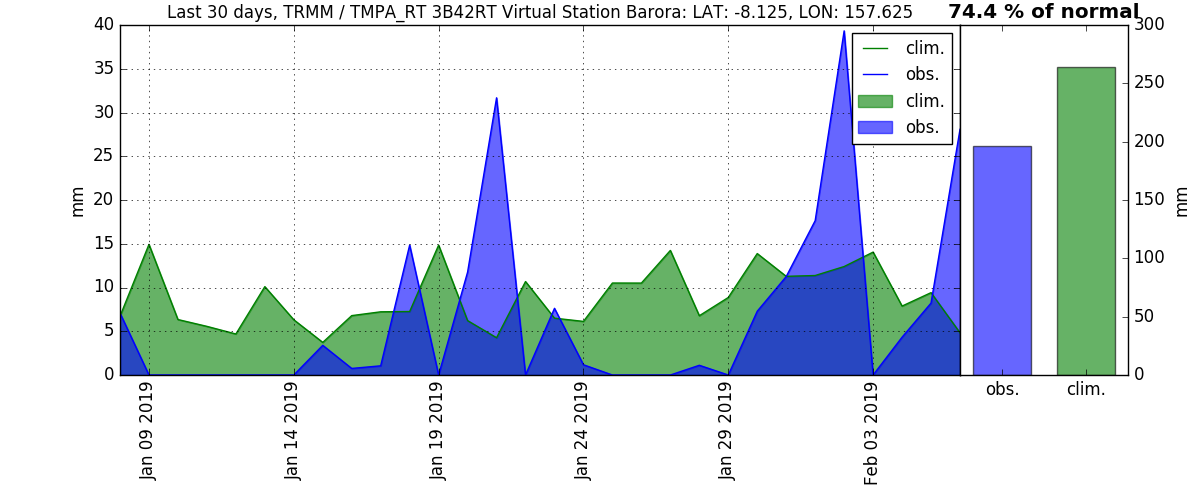 Last 30 days, TRMM / TMPA_RT 3B42RT Virtual Station Barora: LAT: -8.125, LON: 157.625
74.4 % of normal
40
35
30
25
20
15
10
5
0
mm
clim.
obs.
clim.
obs.
300
250
200
150
100
50
0
mm
Jan 09 2019
Jan 14 2019
Jan 19 2019
Jan 24 2019
Jan 29 2019
Feb 03 2019
obs.
clim.